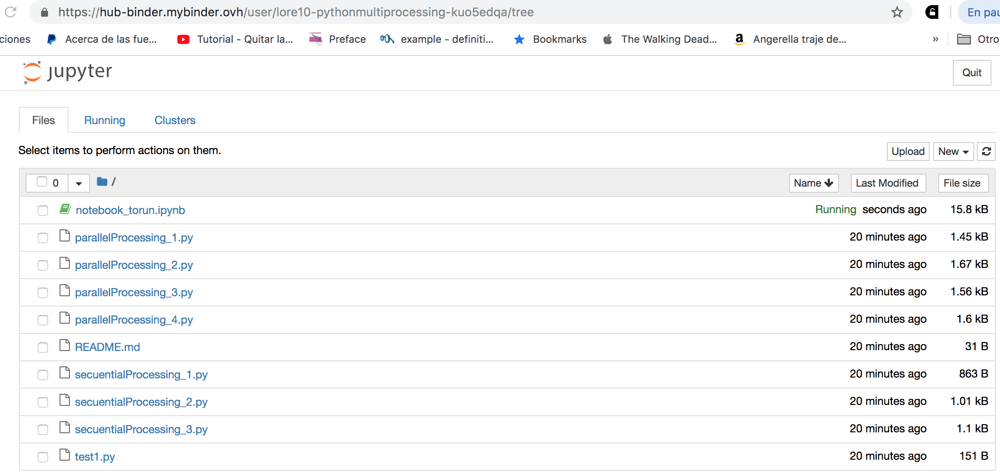 https://hub-binder.mybinder.ovh/user/lore10-pythonmultiprocessing-kuo5edqa/tree En pau
ciones Acerca de las fue... Tutorial - Quitar la... Preface example - definiti... Bookmarks The Walking Dead... Angerella traje de... » Otro
jupyter Quit
Files Running Clusters
Select items to perform actions on them. Upload New
0 / Name Last Modified File size
notebook_torun.ipynb Running seconds ago 15.8 kB
parallelProcessing_1.py 20 minutes ago 1.45 kB
parallelProcessing_2.py 20 minutes ago 1.67 kB
parallelProcessing_3.py 20 minutes ago 1.56 kB
parallelProcessing_4.py 20 minutes ago 1.6 kB
README.md 20 minutes ago 31 B
secuentialProcessing_1.py 20 minutes ago 863 B
secuentialProcessing_2.py 20 minutes ago 1.01 kB
secuentialProcessing_3.py 20 minutes ago 1.1 kB
test1.py 20 minutes ago 151 B